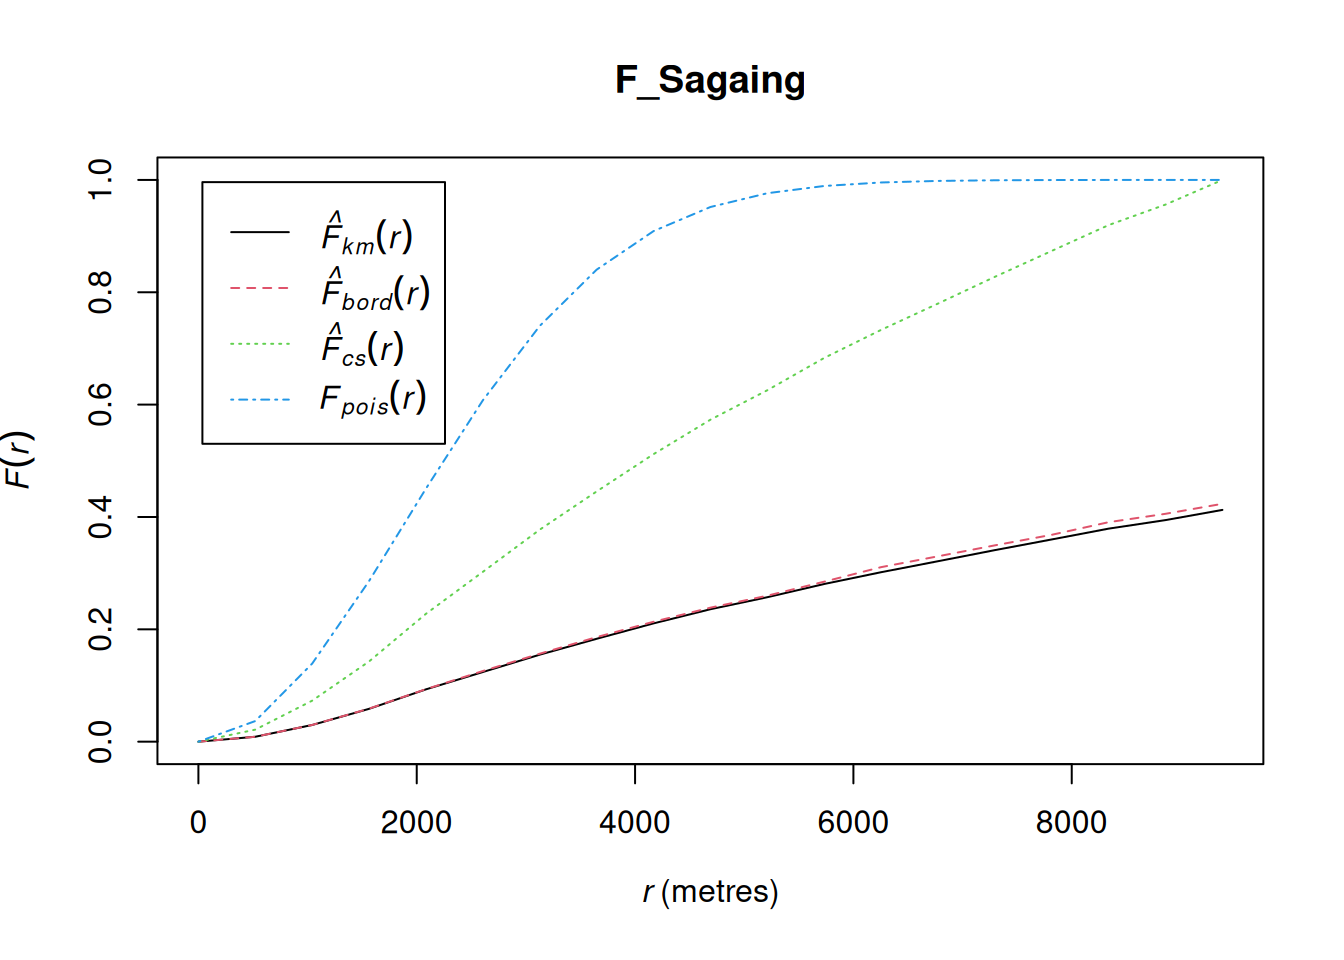 F_Sagaing
1.0
0.8
0.6
0.4
0.2
0.0
F(r)
F̂km(r)
F̂bord(r)
F̂cs(r)
Fpois(r)
0 2000 4000 6000 8000
r (metres)